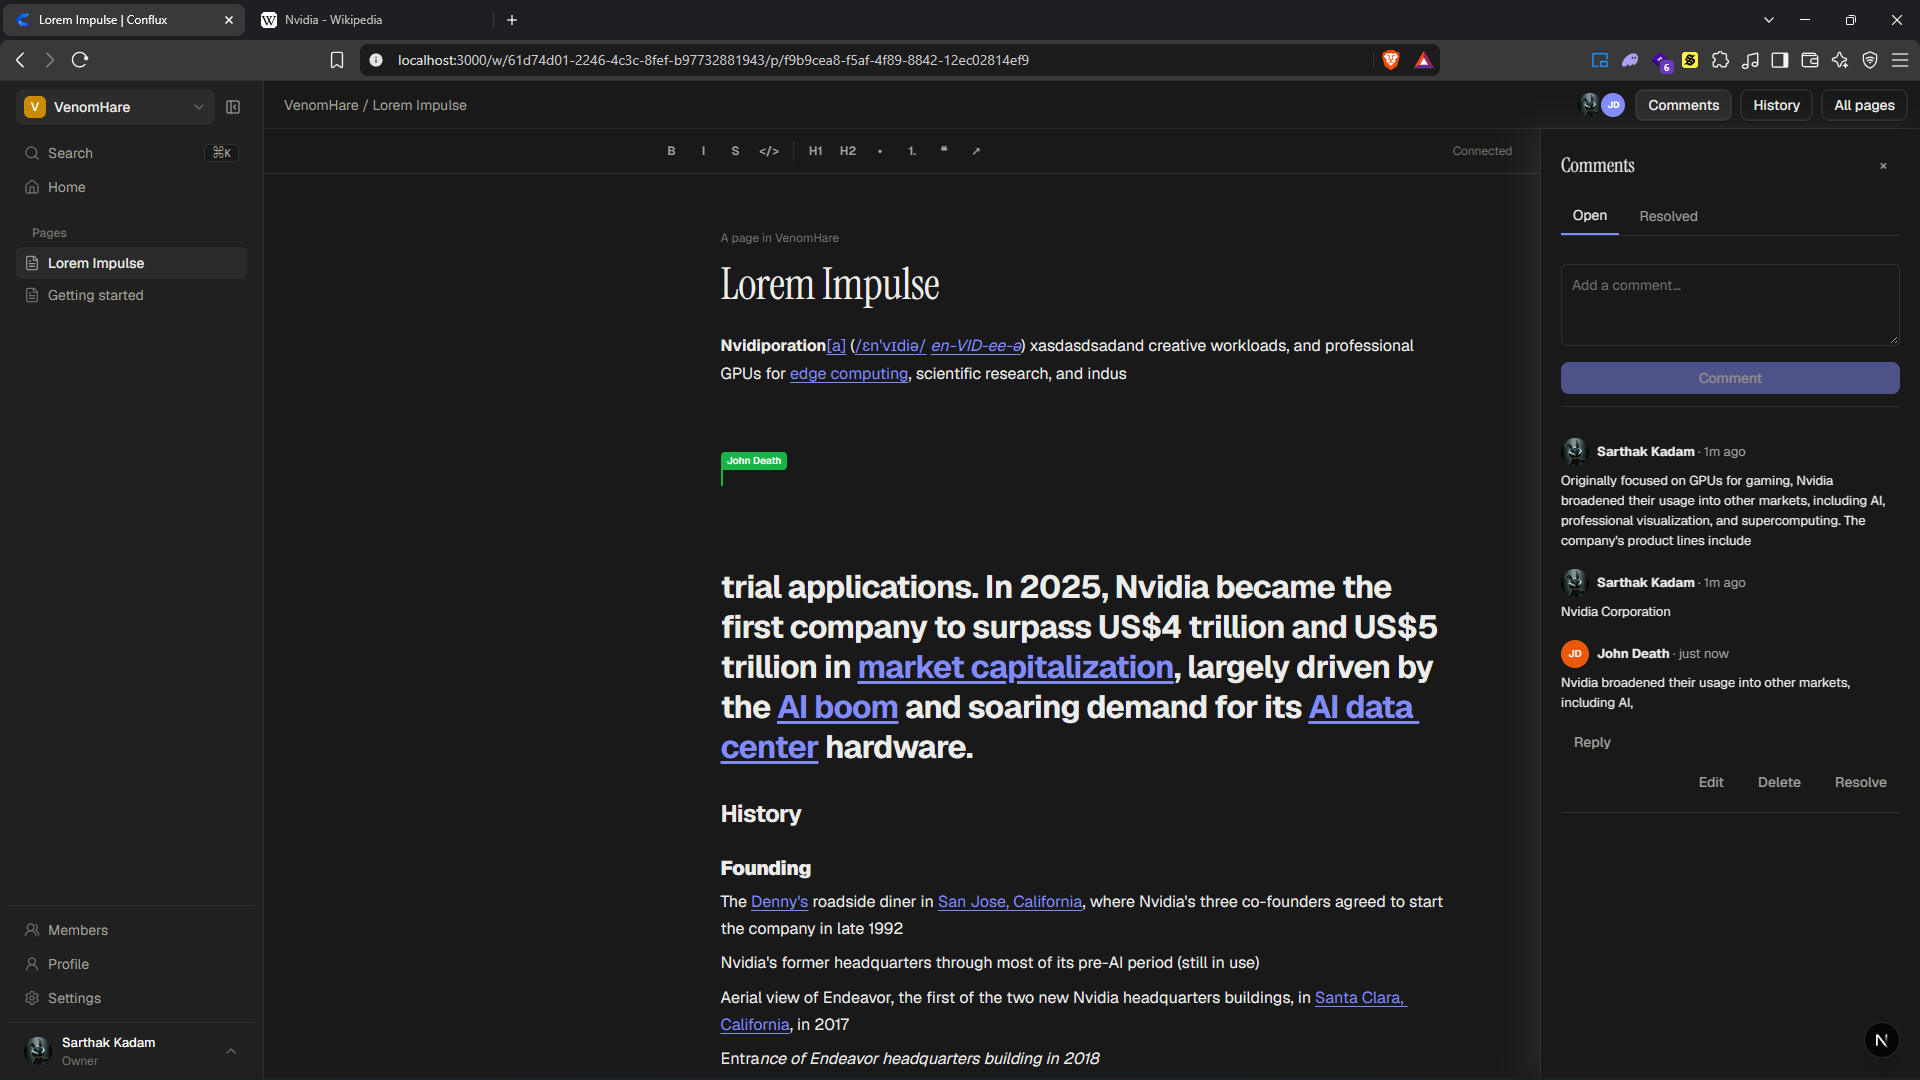 Lorem Impulse | Conflux
Nvidia - Wikipedia
localhost:3000/w/61d74d01-2246-4c3c-8fef-b97732881943/p/f9b9cea8-f5af-4f89-8842-12ec02814ef9
6
V VenomHare
VenomHare / Lorem Impulse
JD
Comments
History
All pages
Search
⌘K
Home
Pages
Lorem Impulse
Getting started
B I S </> H1 H2 • 1. ❝ ↗
Connected
A page in VenomHare
Lorem Impulse
Nvidiporation[a] (/ɛnˈvɪdiə/ en-VID-ee-ə) xasdasdsadand creative workloads, and professional
GPUs for edge computing, scientific research, and indus
John Death
trial applications. In 2025, Nvidia became the
first company to surpass US$4 trillion and US$5
trillion in market capitalization, largely driven by
the AI boom and soaring demand for its AI data
center hardware.
History
Founding
The Denny's roadside diner in San Jose, California, where Nvidia's three co-founders agreed to start
the company in late 1992
Nvidia's former headquarters through most of its pre-AI period (still in use)
Aerial view of Endeavor, the first of the two new Nvidia headquarters buildings, in Santa Clara,
California, in 2017
Entrance of Endeavor headquarters building in 2018
Comments
Open
Resolved
Add a comment…
Comment
Sarthak Kadam · 1m ago
Originally focused on GPUs for gaming, Nvidia
broadened their usage into other markets, including AI,
professional visualization, and supercomputing. The
company's product lines include
Sarthak Kadam · 1m ago
Nvidia Corporation
JD John Death · just now
Nvidia broadened their usage into other markets,
including AI,
Reply
Edit
Delete
Resolve
Members
Profile
Settings
Sarthak Kadam
Owner
N